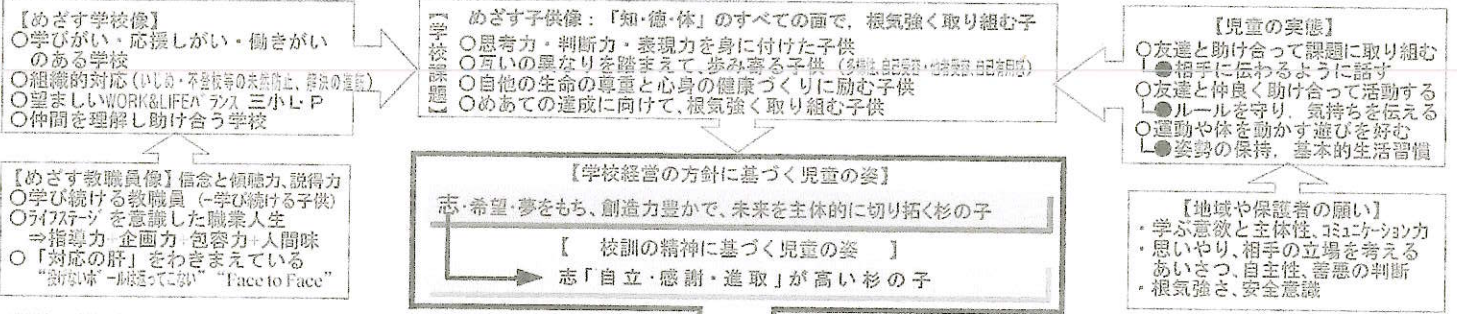 【めざす学校像】
○学びがい・応援しがい・働きがい
のある学校
○組織的対応(いじめ・不登校等の未然防止、解決の進証)
○望ましいWORK&LIFEバランス 三小L・P
○仲間を理解し助け合う学校
【めざす教職員像】信念と傾聴力、説得力
○学び続ける教職員 (=学び続ける子供)
○ライフステージを意識した職業人生
⇒指導力+企画力+包容力+人間味
○「対応の肝」をわきまえている
“投げないボールは返ってこない” “Face to Face”
【学校課題】
めざす子供像:『知・徳・体』のすべての面で,根気強く取り組む子
○思考力・判断力・表現力を身に付けた子供
○互いの異なりを踏まえて,歩み寄る子供 (多様性、自己受容・他者受容、自己有用感)
○自他の生命の尊重と心身の健康づくりに励む子供
○めあての達成に向けて,根気強く取り組む子供
【学校経営の方針に基づく児童の姿】
志・希望・夢をもち、創造力豊かで、未来を主体的に切り拓く杉の子
【 校訓の精神に基づく児童の姿 】
志「自立・感謝・進取」が高い杉の子
【児童の実態】
○友達と助け合って課題に取り組む
●相手に伝わるように話す
○友達と仲良く助け合って活動する
●ルールを守り,気持ちを伝える
○運動や体を動かす遊びを好む
●姿勢の保持,基本的生活習慣
【地域や保護者の願い】
・学ぶ意欲と主体性、コミュニケーション力
・思いやり、相手の立場を考える
あいさつ、自主性、善悪の判断
・根気強さ、安全意識